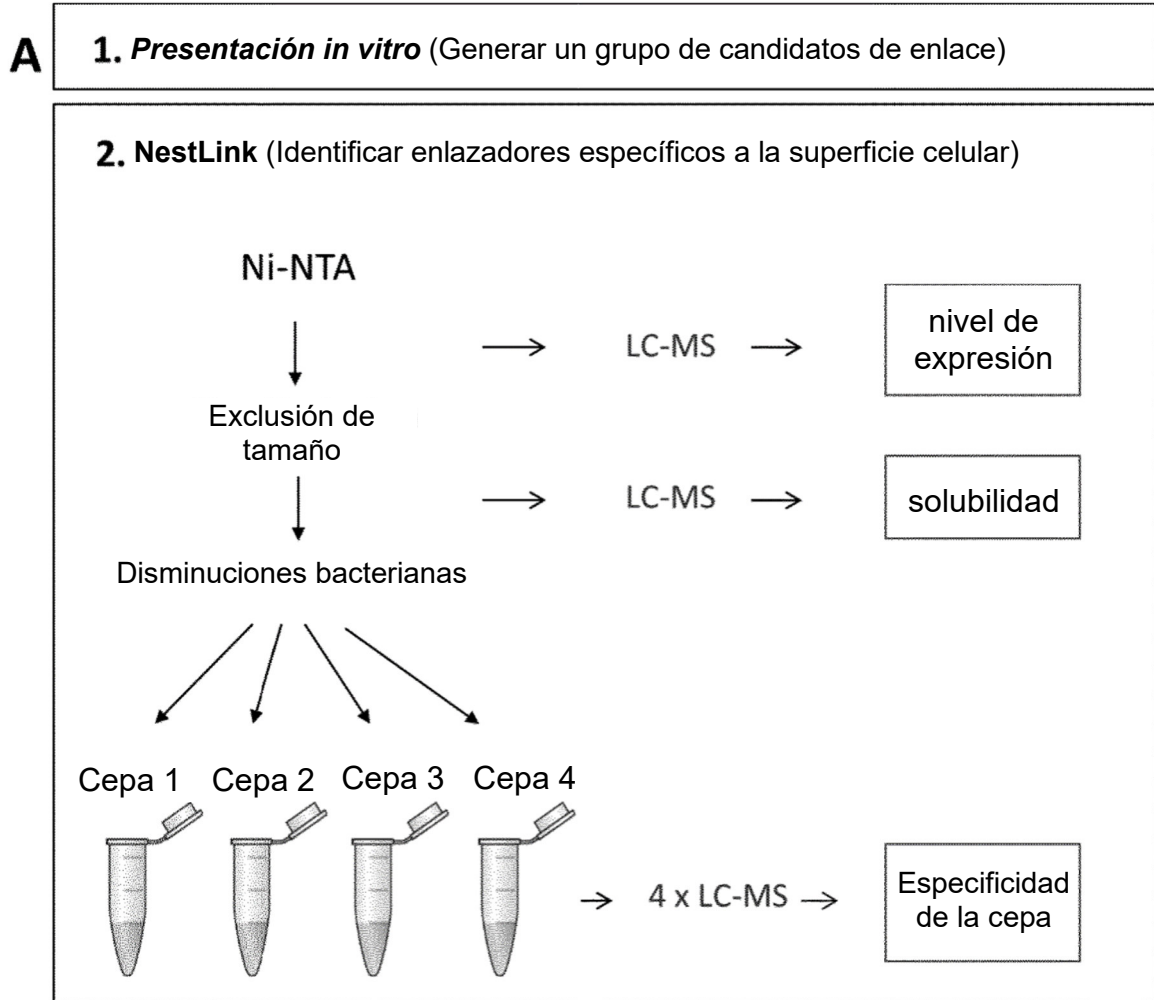 A
1. Presentación in vitro (Generar un grupo de candidatos de enlace)
2. NestLink (Identificar enlazadores específicos a la superficie celular)
Ni-NTA
LC-MS
nivel de
expresión
Exclusión de
tamaño
LC-MS
solubilidad
Disminuciones bacterianas
Cepa 1 Cepa 2 Cepa 3 Cepa 4
4 x LC-MS
Especificidad
de la cepa